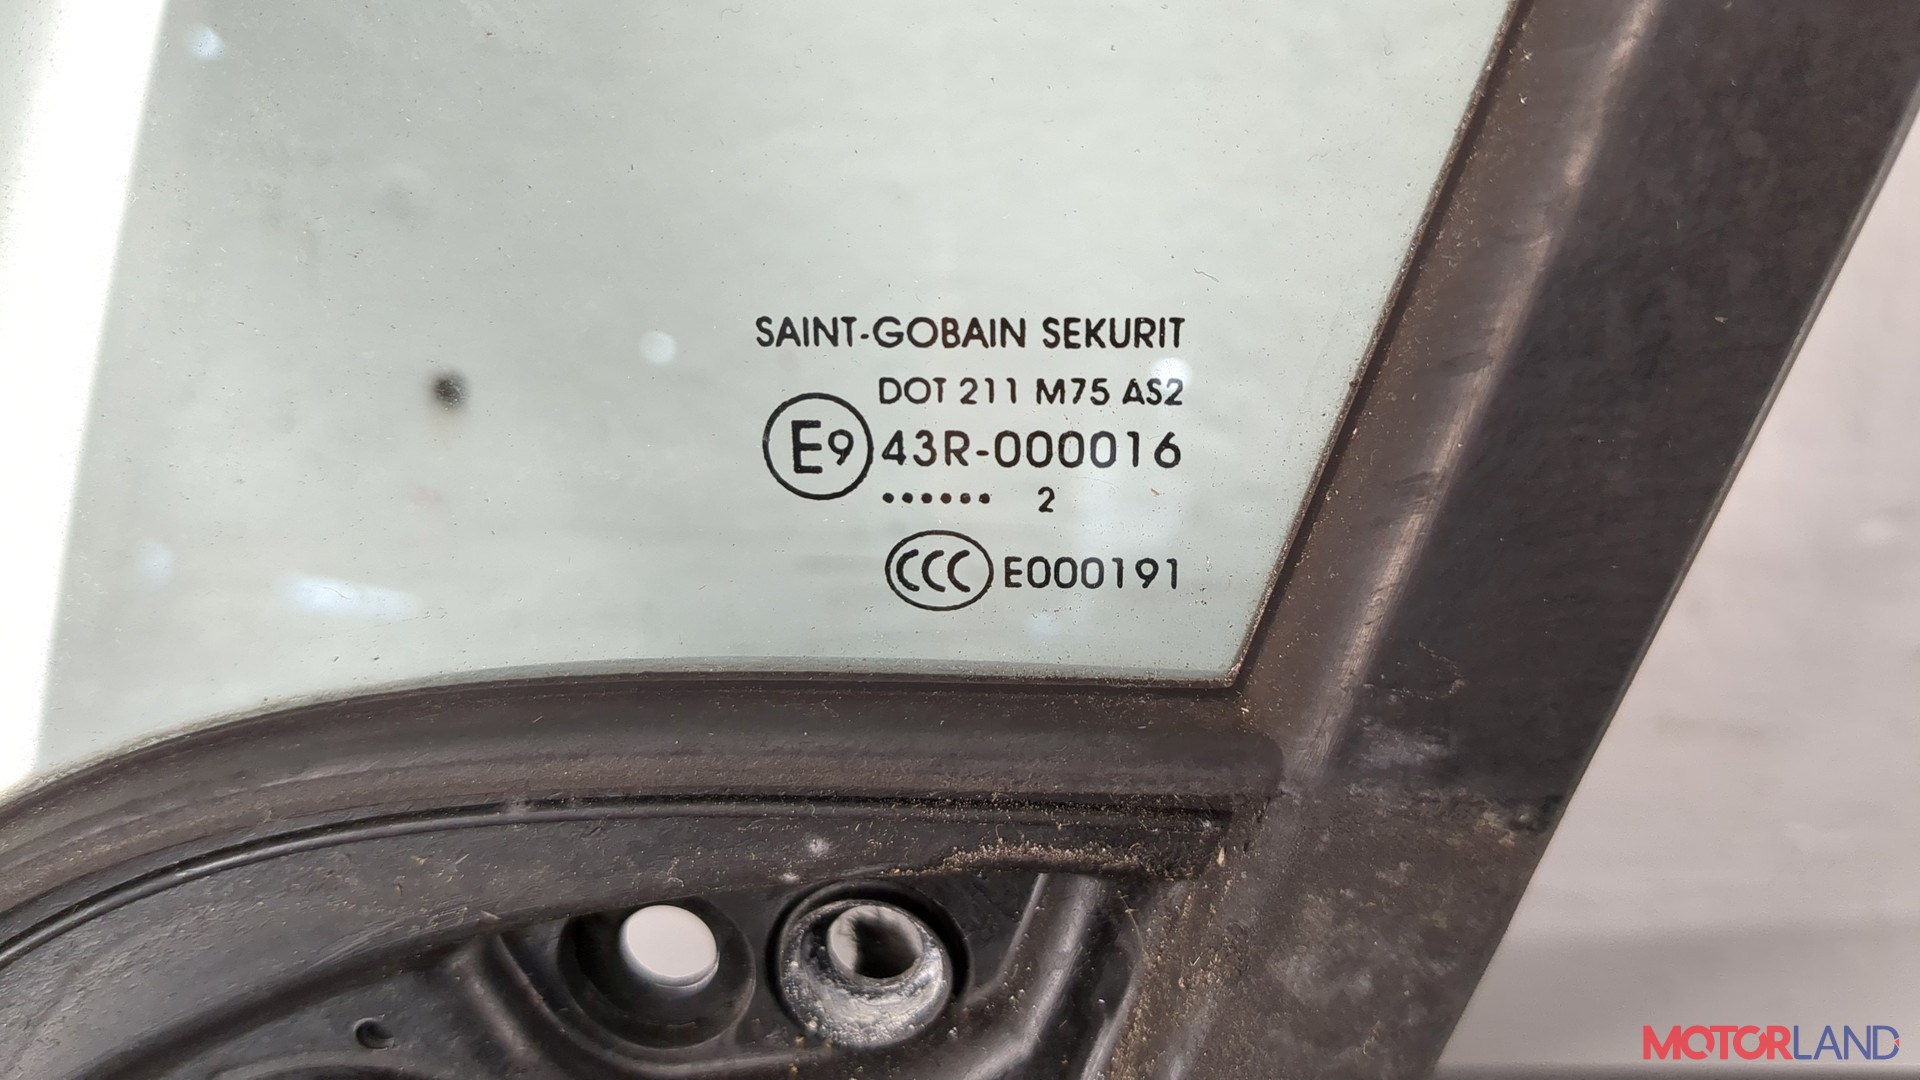 SAINT-GOBAIN SEKURIT
DOT 211 M75 AS2
E9 43R-000016
•••••• 2
CCC E000191
MOTORLAND